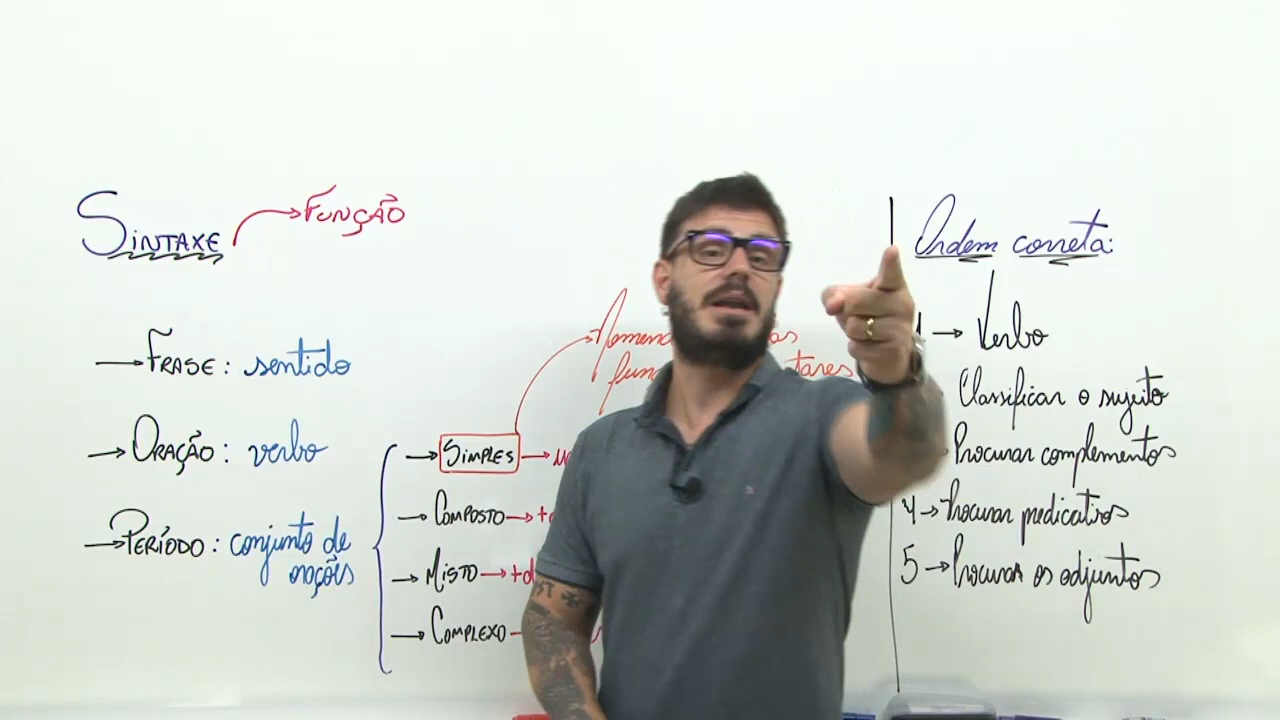 SINTAXE → FUNÇÃO
→ FRASE : sentido
→ ORAÇÃO : verbo
→ PERÍODO : conjunto de
orações
→ SIMPLES →
→ COMPOSTO → +
→ MISTO → +d
→ COMPLEXO
Ordem correta:
1 → Verbo
Classificar o sujeito
Procurar complementos
4 → Procurar predicativos
5 → Procurar os adjuntos